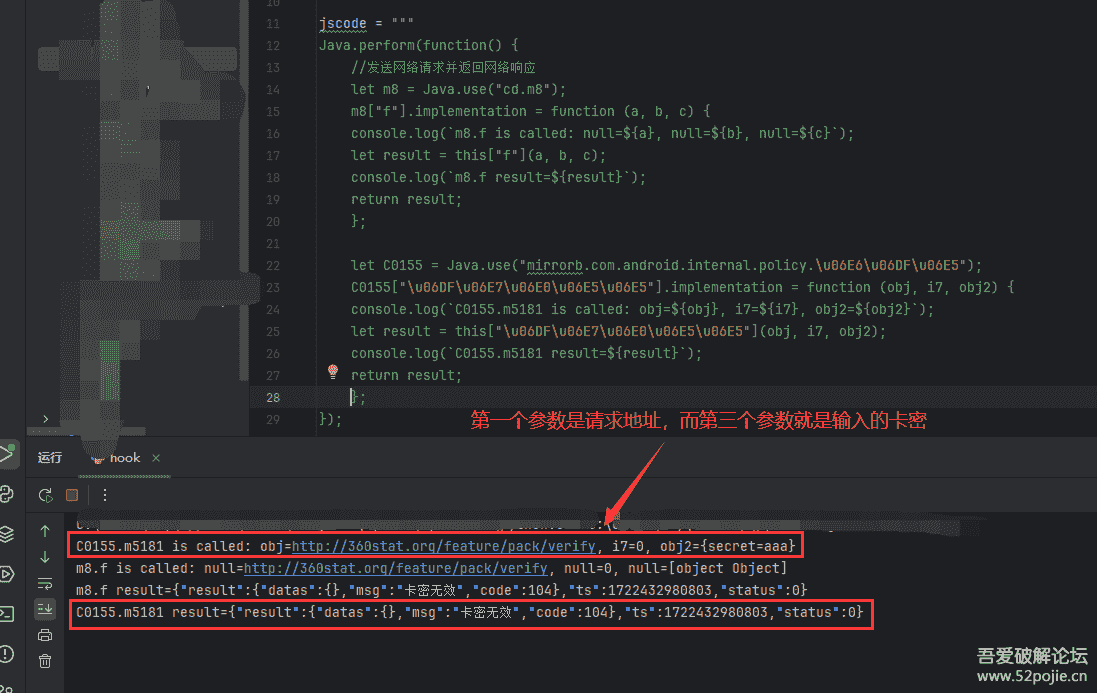 10
11 jscode = """
12 Java.perform(function() {
13 //发送网络请求并返回网络响应
14 let m8 = Java.use("cd.m8");
15 m8["f"].implementation = function (a, b, c) {
16 console.log(`m8.f is called: null=${a}, null=${b}, null=${c}`);
17 let result = this["f"](a, b, c);
18 console.log(`m8.f result=${result}`);
19 return result;
20 };
21
22 let C0155 = Java.use("mirrorb.com.android.internal.policy.\u06E6\u06DF\u06E5");
23 C0155["\u06DF\u06E7\u06E0\u06E5\u06E5"].implementation = function (obj, i7, obj2) {
24 console.log(`C0155.m5181 is called: obj=${obj}, i7=${i7}, obj2=${obj2}`);
25 let result = this["\u06DF\u06E7\u06E0\u06E5\u06E5"](obj, i7, obj2);
26 console.log(`C0155.m5181 result=${result}`);
27 return result;
28 };
29 });
第一个参数是请求地址，而第三个参数就是输入的卡密
运行 hook
C0155.m5181 is called: obj=http://360stat.org/feature/pack/verify, i7=0, obj2={secret=aaa}
m8.f is called: null=http://360stat.org/feature/pack/verify, null=0, null=[object Object]
m8.f result={"result":{"datas":{},"msg":"卡密无效","code":104},"ts":1722432980803,"status":0}
C0155.m5181 result={"result":{"datas":{},"msg":"卡密无效","code":104},"ts":1722432980803,"status":0}
吾爱破解论坛
www.52pojie.cn